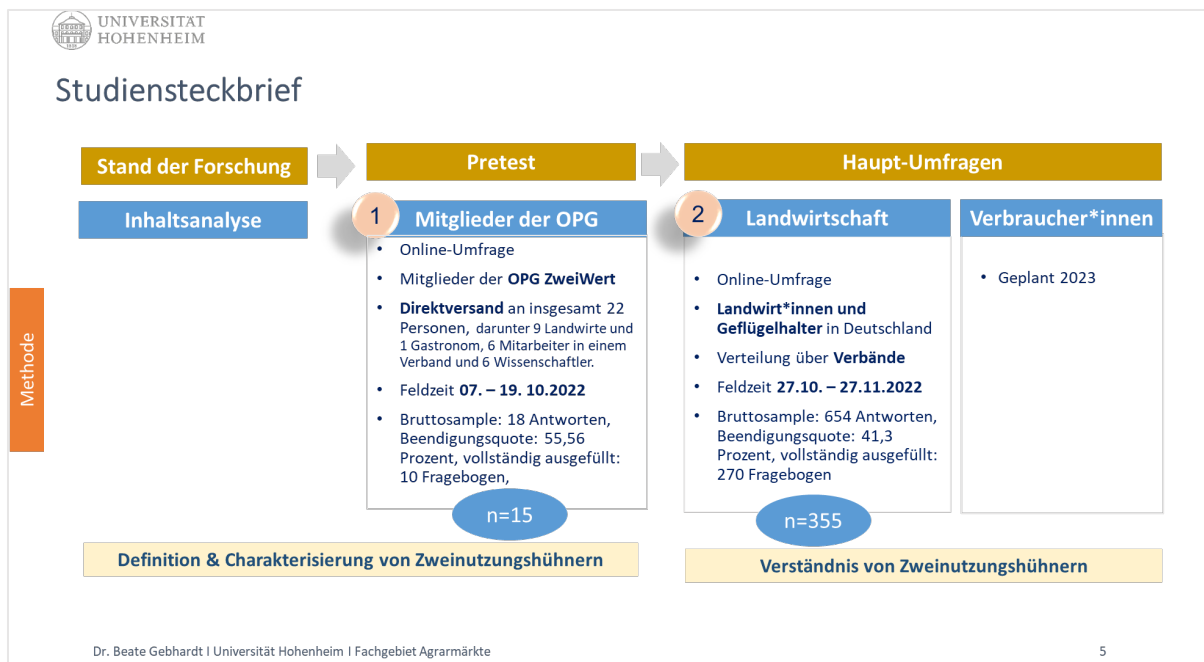 UNIVERSITÄT
HOHENHEIM
Studiensteckbrief
Methode
Stand der Forschung
Inhaltsanalyse
Pretest
1
Mitglieder der OPG
• Online-Umfrage
• Mitglieder der OPG ZweiWert
• Direktversand an insgesamt 22
Personen, darunter 9 Landwirte und
1 Gastronom, 6 Mitarbeiter in einem
Verband und 6 Wissenschaftler.
• Feldzeit 07. – 19. 10.2022
• Bruttosample: 18 Antworten,
Beendigungsquote: 55,56
Prozent, vollständig ausgefüllt:
10 Fragebogen,
n=15
Definition & Charakterisierung von Zweinutzungshühnern
Haupt-Umfragen
2
Landwirtschaft
• Online-Umfrage
• Landwirt*innen und
Geflügelhalter in Deutschland
• Verteilung über Verbände
• Feldzeit 27.10. – 27.11.2022
• Bruttosample: 654 Antworten,
Beendigungsquote: 41,3
Prozent, vollständig ausgefüllt:
270 Fragebogen
n=355
Verbraucher*innen
• Geplant 2023
Verständnis von Zweinutzungshühnern
Dr. Beate Gebhardt I Universität Hohenheim I Fachgebiet Agrarmärkte
5